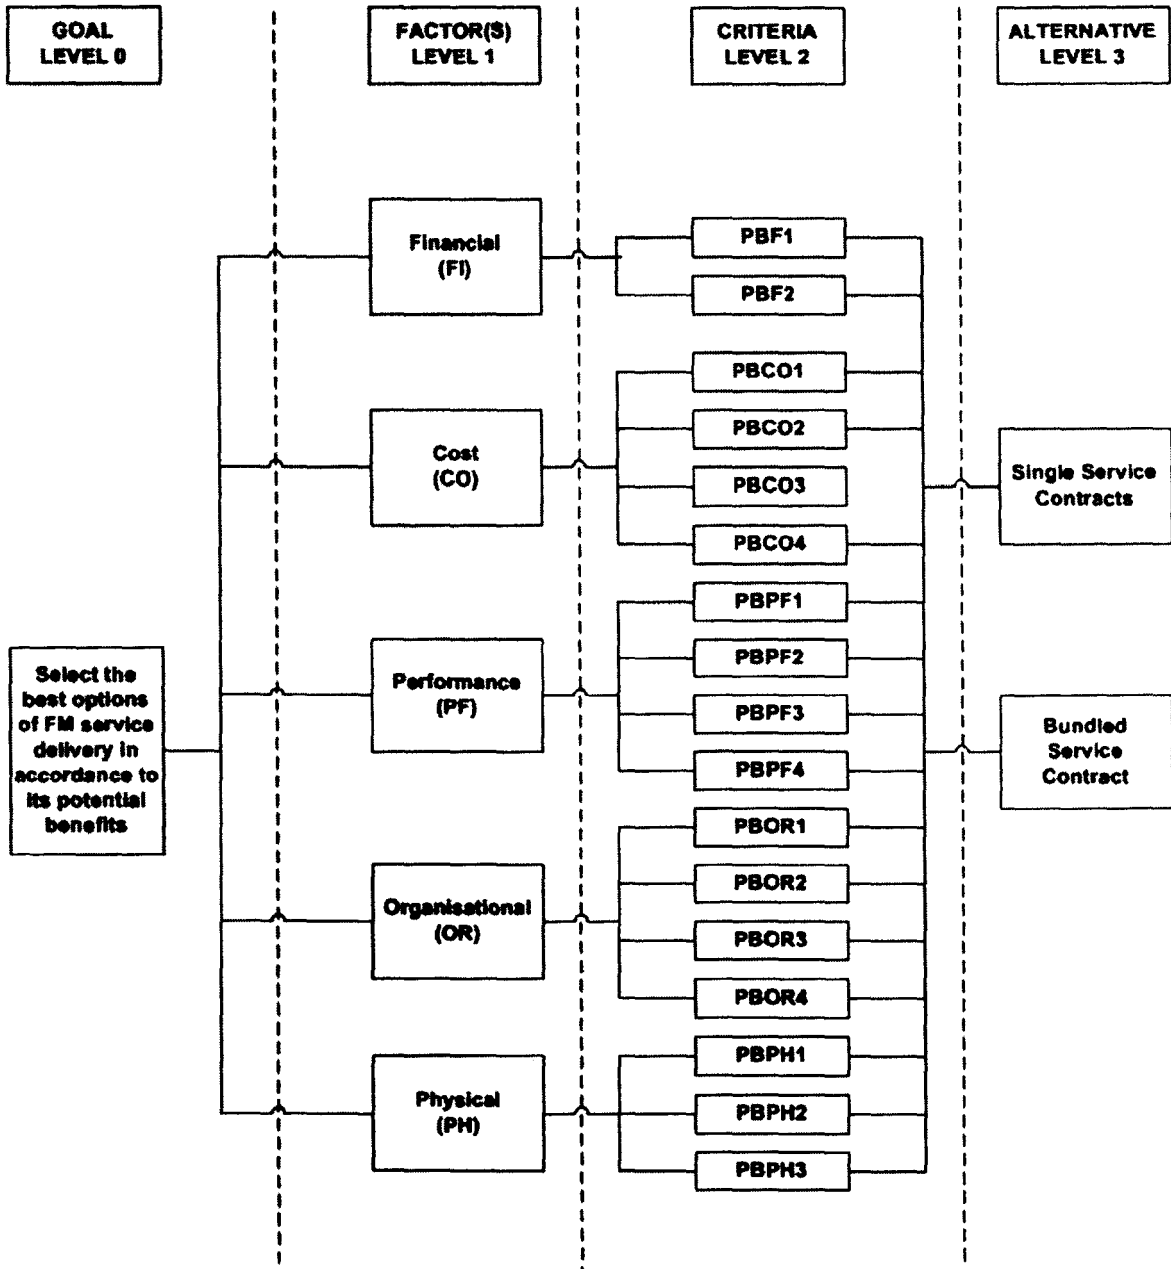 GOAL
LEVEL 0
FACTOR(S)
LEVEL 1
CRITERIA
LEVEL 2
ALTERNATIVE
LEVEL 3
Select the
best options
of FM service
delivery in
accordance to
its potential
benefits
Financial
(FI)
Cost
(CO)
Performance
(PF)
Organisational
(OR)
Physical
(PH)
PBF1
PBF2
PBCO1
PBCO2
PBCO3
PBCO4
PBPF1
PBPF2
PBPF3
PBPF4
PBOR1
PBOR2
PBOR3
PBOR4
PBPH1
PBPH2
PBPH3
Single Service
Contracts
Bundled
Service
Contract